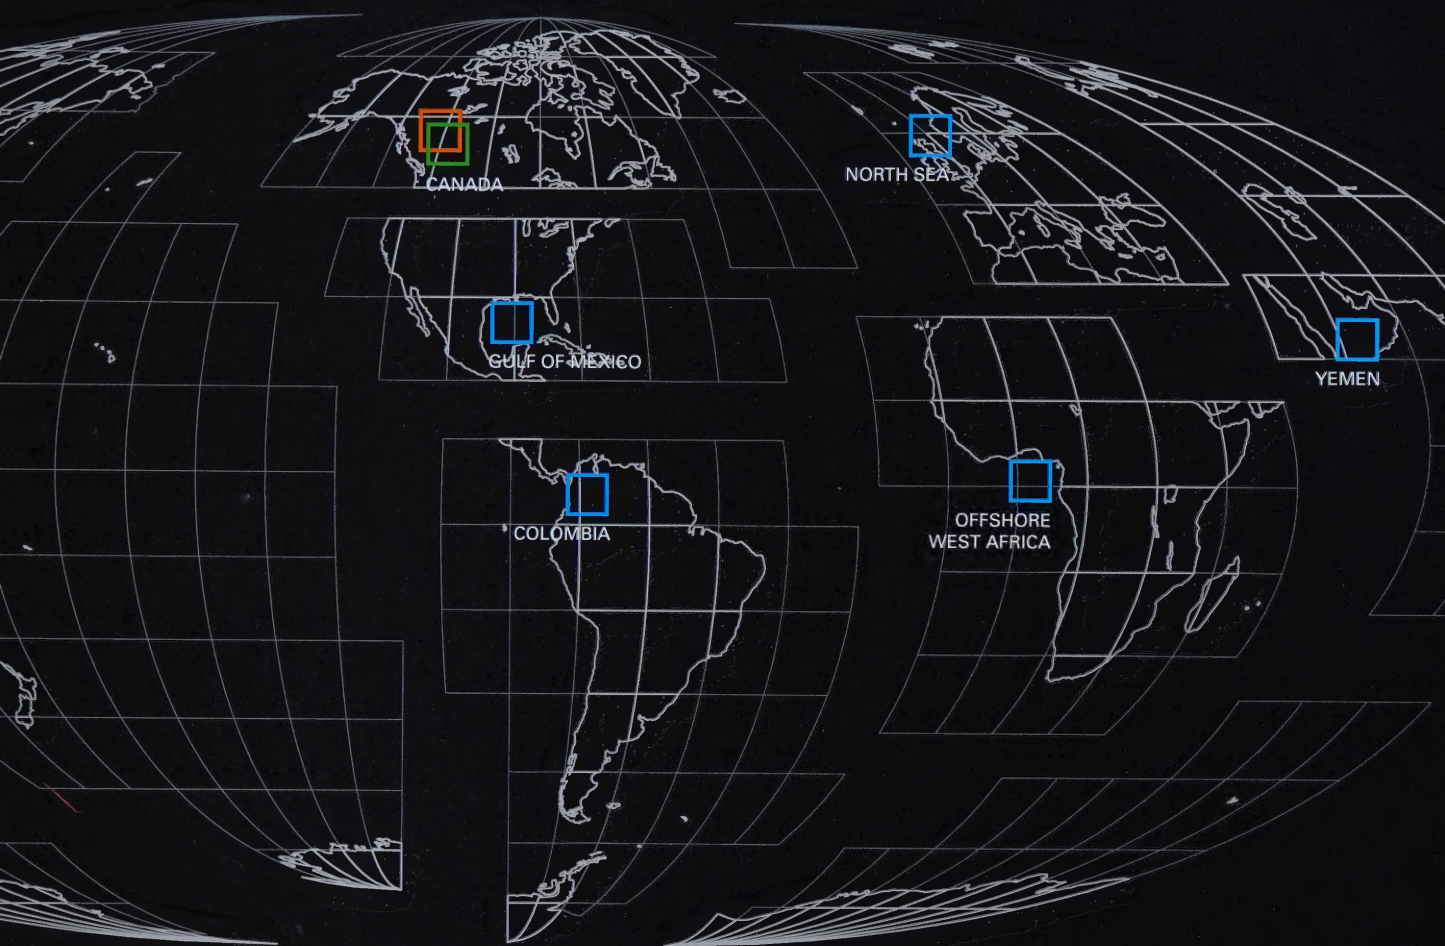 NORTH SEA
CANADA
GULF OF MEXICO
YEMEN
COLOMBIA
OFFSHORE
WEST AFRICA